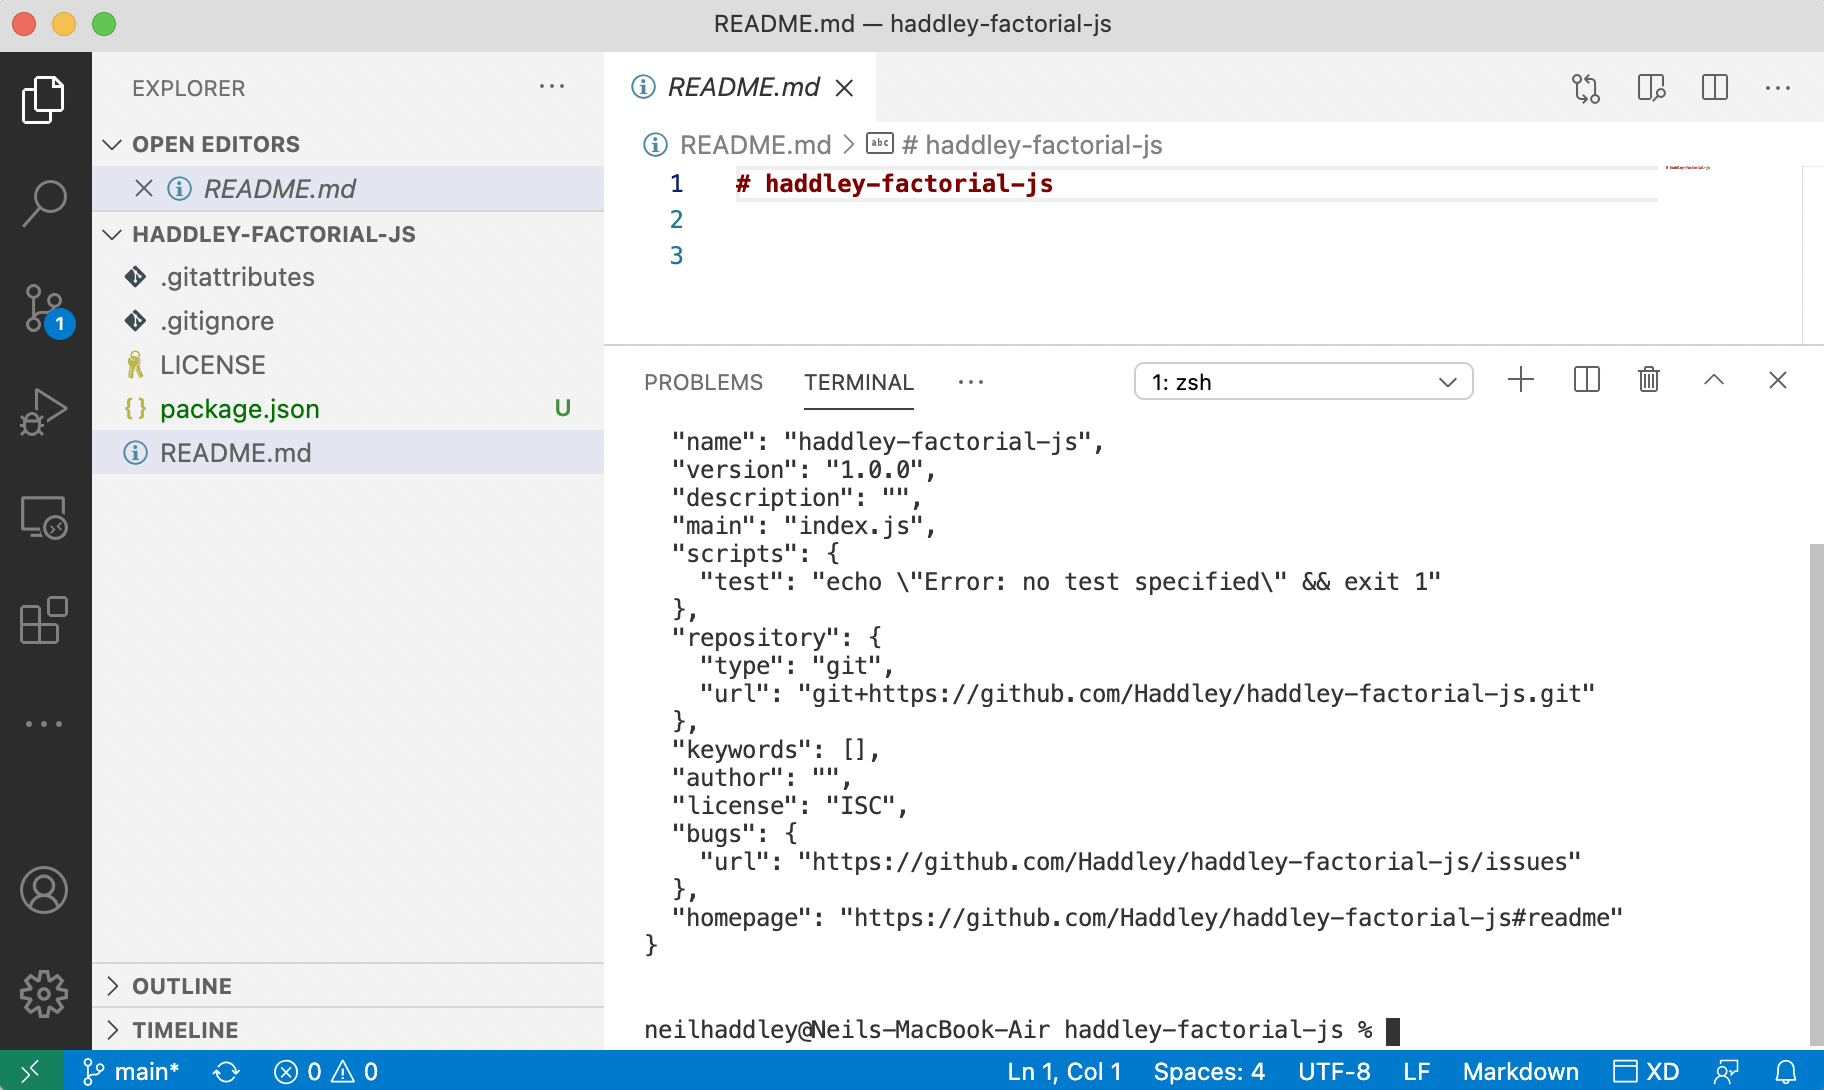 README.md — haddley-factorial-js
EXPLORER
OPEN EDITORS
README.md
HADDLEY-FACTORIAL-JS
.gitattributes
.gitignore
LICENSE
package.json U
README.md
OUTLINE
TIMELINE
1
README.md
README.md > abc # haddley-factorial-js
1 # haddley-factorial-js
2
3
# haddley-factorial-js
PROBLEMS TERMINAL ··· 1: zsh
"name": "haddley-factorial-js",
"version": "1.0.0",
"description": "",
"main": "index.js",
"scripts": {
"test": "echo \"Error: no test specified\" && exit 1"
},
"repository": {
"type": "git",
"url": "git+https://github.com/Haddley/haddley-factorial-js.git"
},
"keywords": [],
"author": "",
"license": "ISC",
"bugs": {
"url": "https://github.com/Haddley/haddley-factorial-js/issues"
},
"homepage": "https://github.com/Haddley/haddley-factorial-js#readme"
}
neilhaddley@Neils-MacBook-Air haddley-factorial-js %
main* 0 0 Ln 1, Col 1 Spaces: 4 UTF-8 LF Markdown XD